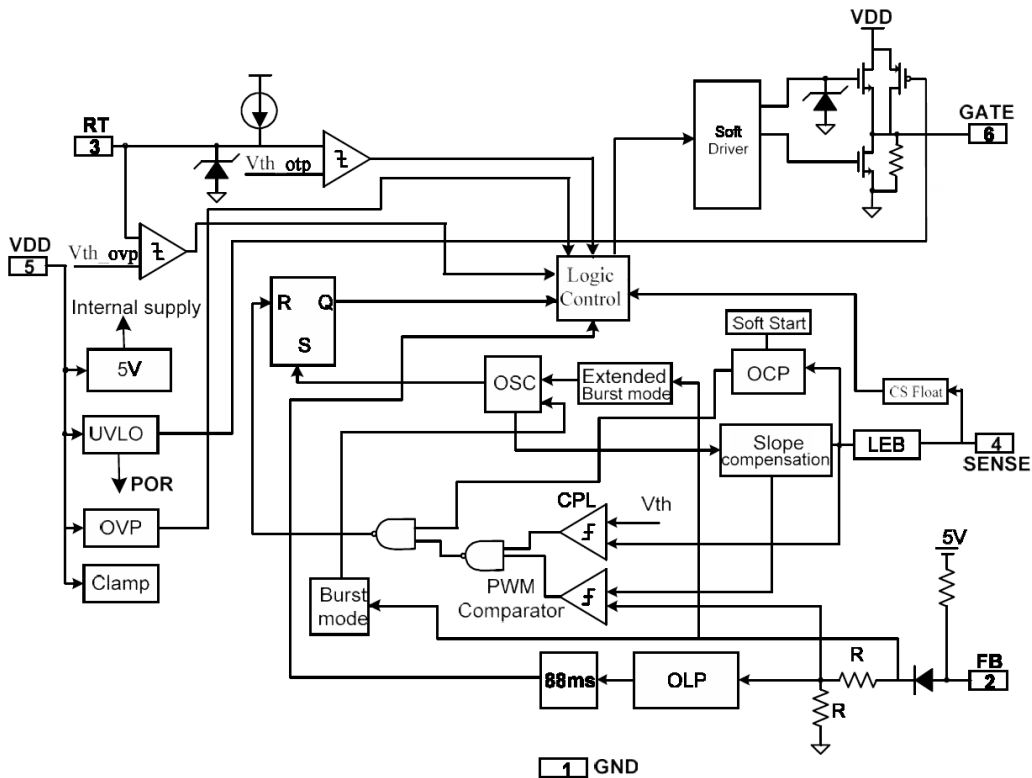 VDD
GATE
6
RT
3
Vth_otp
Soft
Driver
VDD
5
Vth_ovp
Internal supply
5V
UVLO
POR
OVP
Clamp
R
Q
S
Logic
Control
OSC
Extended
Burst mode
Soft Start
OCP
CS Float
Slope
compensation
LEB
4
SENSE
CPL
Vth
PWM
Comparator
Burst
mode
5V
88ms
OLP
R
R
FB
2
1
GND